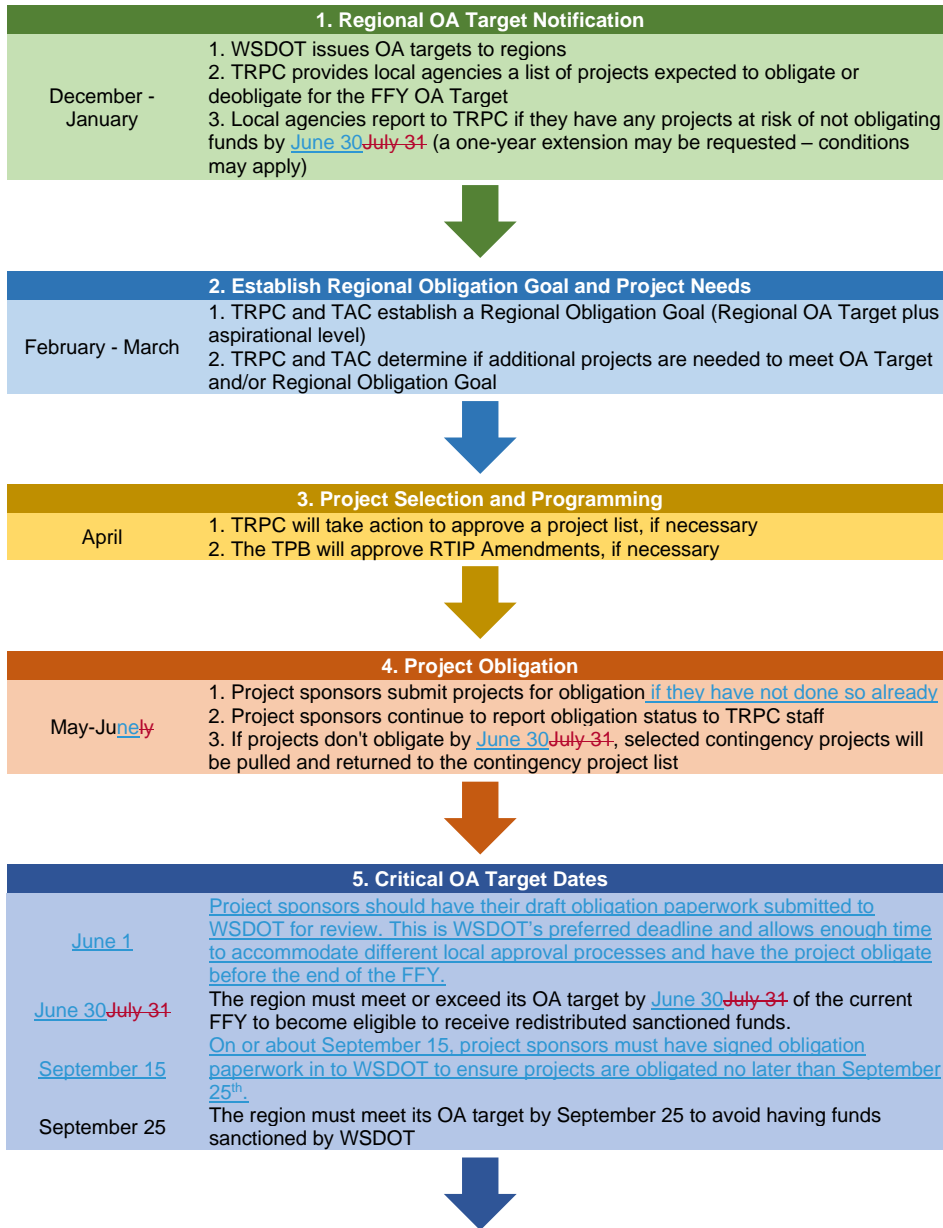 1. Regional OA Target Notification
December -
January
1. WSDOT issues OA targets to regions
2. TRPC provides local agencies a list of projects expected to obligate or
deobligate for the FFY OA Target
3. Local agencies report to TRPC if they have any projects at risk of not obligating
funds by June 30July 31 (a one-year extension may be requested – conditions
may apply)
2. Establish Regional Obligation Goal and Project Needs
February - March
1. TRPC and TAC establish a Regional Obligation Goal (Regional OA Target plus
aspirational level)
2. TRPC and TAC determine if additional projects are needed to meet OA Target
and/or Regional Obligation Goal
3. Project Selection and Programming
April
1. TRPC will take action to approve a project list, if necessary
2. The TPB will approve RTIP Amendments, if necessary
4. Project Obligation
May-Junely
1. Project sponsors submit projects for obligation if they have not done so already
2. Project sponsors continue to report obligation status to TRPC staff
3. If projects don't obligate by June 30July 31, selected contingency projects will
be pulled and returned to the contingency project list
5. Critical OA Target Dates
June 1
Project sponsors should have their draft obligation paperwork submitted to
WSDOT for review. This is WSDOT's preferred deadline and allows enough time
to accommodate different local approval processes and have the project obligate
before the end of the FFY.
June 30July 31
The region must meet or exceed its OA target by June 30July 31 of the current
FFY to become eligible to receive redistributed sanctioned funds.
September 15
On or about September 15, project sponsors must have signed obligation
paperwork in to WSDOT to ensure projects are obligated no later than September
25th.
September 25
The region must meet its OA target by September 25 to avoid having funds
sanctioned by WSDOT